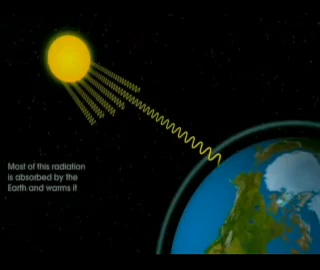 Most of this radiation
is absorbed by the
Earth and warms it